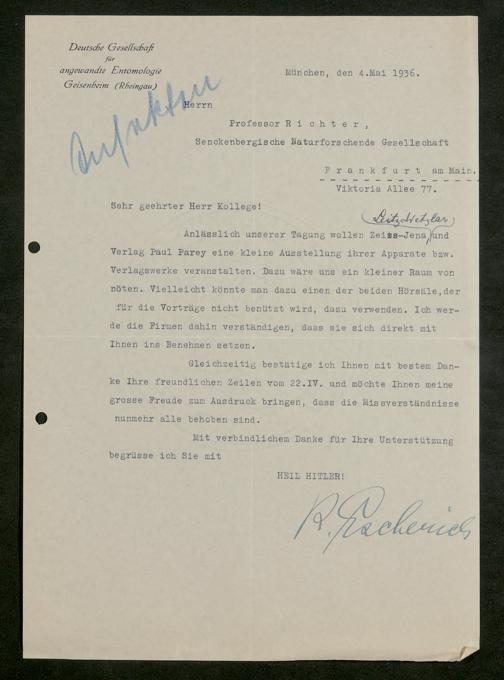 Deutsche Gesellschaft
für
angewandte Entomologie
Geisenheim (Rheingau)
München, den 4.Mai 1936.
Herrn
Professor R i c h t e r ,
Senckenbergische Naturforschende Gesellschaft
F r a n k f u r t  am Main.
Viktoria Allee 77.
Sehr geehrter Herr Kollege!
(Leitz-Wetzlar)
Anlässlich unserer Tagung wollen Zeiss-Jena, und
Verlag Paul Parey eine kleine Ausstellung ihrer Apparate bzw.
Verlagswerke veranstalten. Dazu wäre uns ein kleiner Raum von
nöten. Vielleicht könnte man dazu einen der beiden Hörsäle,der
für die Vorträge nicht benützt wird, dazu verwenden. Ich wer-
de die Firmen dahin verständigen, dass sie sich direkt mit
Ihnen ins Benehmen setzen.
Gleichzeitig bestätige ich Ihnen mit bestem Dan-
ke Ihre freundlichen Zeilen vom 22.IV. und möchte Ihnen meine
grosse Freude zum Ausdruck bringen, dass die Missverständnisse
nunmehr alle behoben sind.
Mit verbindlichem Danke für Ihre Unterstützung
begrüsse ich Sie mit
HEIL HITLER!
K. Escherich